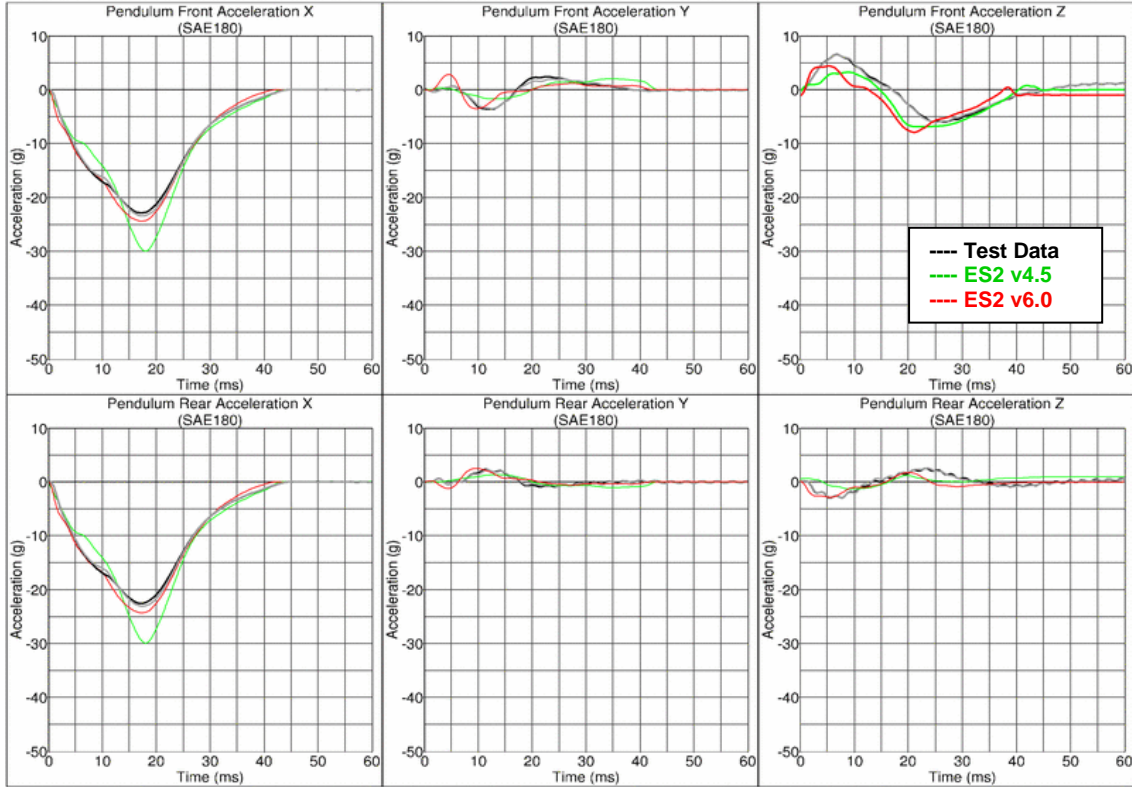 Pendulum Front Acceleration X
(SAE180)
10
0
-10
-20
-30
-40
-50
Acceleration (g)
0 10 20 30 40 50 60
Time (ms)
Pendulum Front Acceleration Y
(SAE180)
10
0
-10
-20
-30
-40
-50
Acceleration (g)
0 10 20 30 40 50 60
Time (ms)
Pendulum Front Acceleration Z
(SAE180)
10
0
-10
-20
-30
-40
-50
Acceleration (g)
0 10 20 30 40 50 60
Time (ms)
---- Test Data
---- ES2 v4.5
---- ES2 v6.0
Pendulum Rear Acceleration X
(SAE180)
10
0
-10
-20
-30
-40
-50
Acceleration (g)
0 10 20 30 40 50 60
Time (ms)
Pendulum Rear Acceleration Y
(SAE180)
10
0
-10
-20
-30
-40
-50
Acceleration (g)
0 10 20 30 40 50 60
Time (ms)
Pendulum Rear Acceleration Z
(SAE180)
10
0
-10
-20
-30
-40
-50
Acceleration (g)
0 10 20 30 40 50 60
Time (ms)